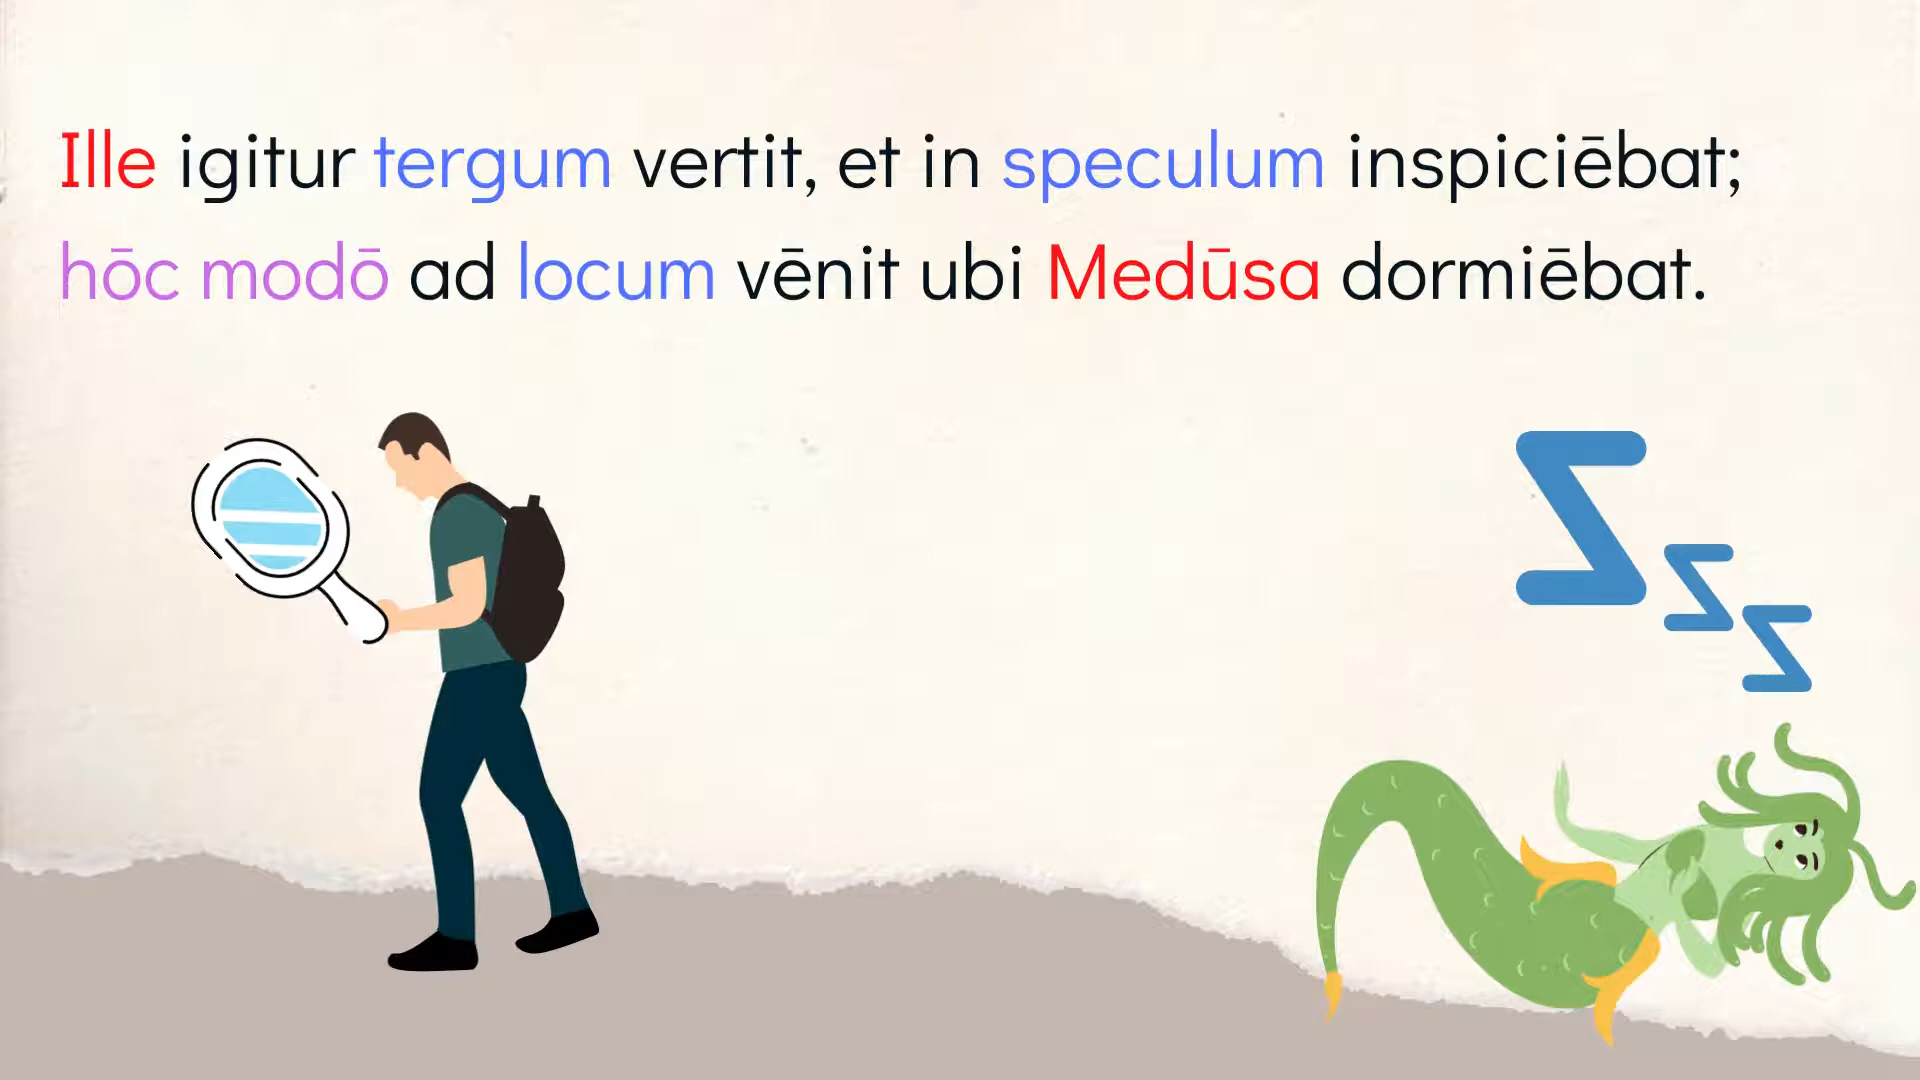 Ille igitur tergum vertit, et in speculum inspiciēbat;
hōc modō ad locum vēnit ubi Medūsa dormiēbat.